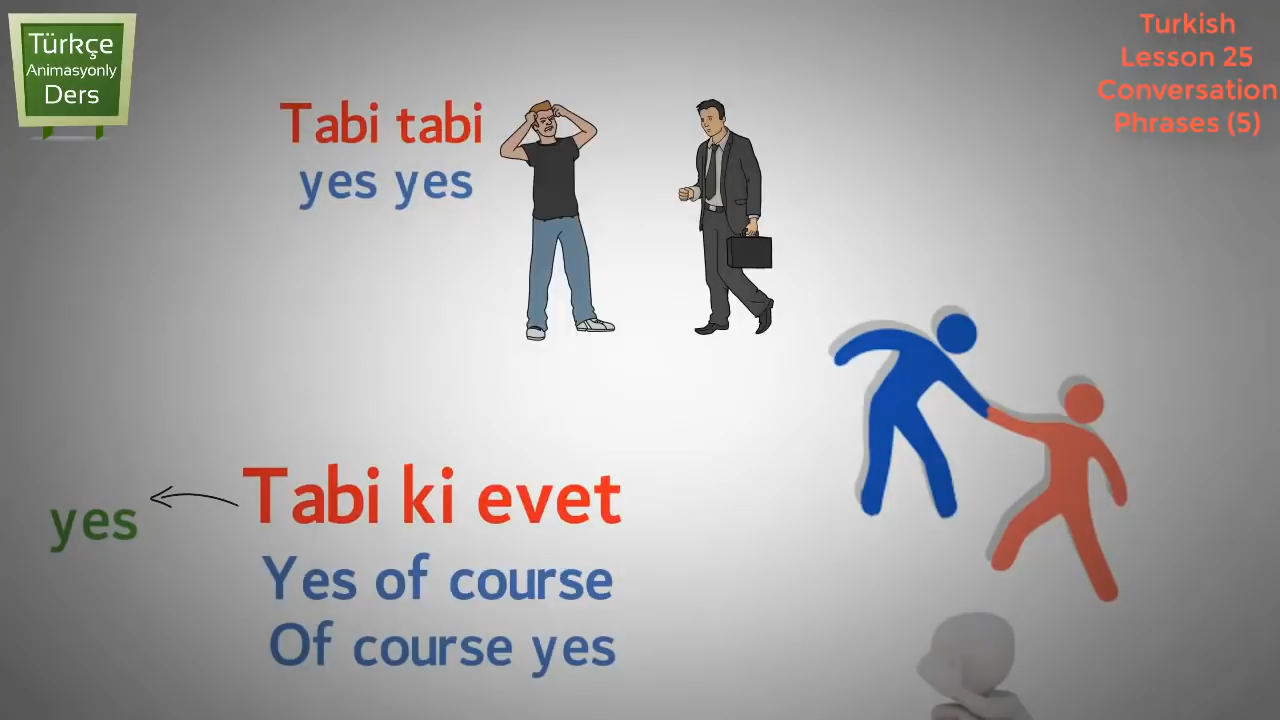 Türkçe
Animasyonly
Ders
Turkish
Lesson 25
Conversation
Phrases (5)
Tabi tabi
yes yes
yes
Tabi ki evet
Yes of course
Of course yes